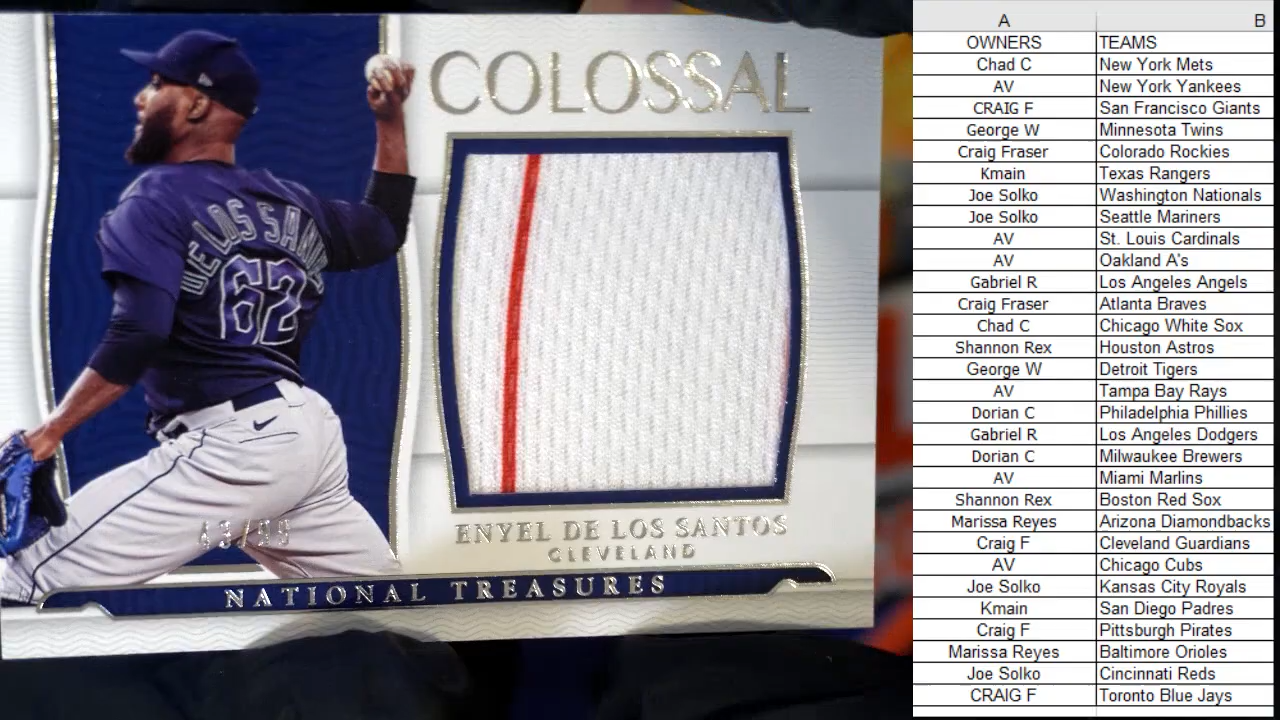 COLOSSAL
62
43/99
ENYEL DE LOS SANTOS
CLEVELAND
NATIONAL TREASURES
A B
OWNERS TEAMS
Chad C New York Mets
AV New York Yankees
CRAIG F San Francisco Giants
George W Minnesota Twins
Craig Fraser Colorado Rockies
Kmain Texas Rangers
Joe Solko Washington Nationals
Joe Solko Seattle Mariners
AV St. Louis Cardinals
AV Oakland A's
Gabriel R Los Angeles Angels
Craig Fraser Atlanta Braves
Chad C Chicago White Sox
Shannon Rex Houston Astros
George W Detroit Tigers
AV Tampa Bay Rays
Dorian C Philadelphia Phillies
Gabriel R Los Angeles Dodgers
Dorian C Milwaukee Brewers
AV Miami Marlins
Shannon Rex Boston Red Sox
Marissa Reyes Arizona Diamondbacks
Craig F Cleveland Guardians
AV Chicago Cubs
Joe Solko Kansas City Royals
Kmain San Diego Padres
Craig F Pittsburgh Pirates
Marissa Reyes Baltimore Orioles
Joe Solko Cincinnati Reds
CRAIG F Toronto Blue Jays